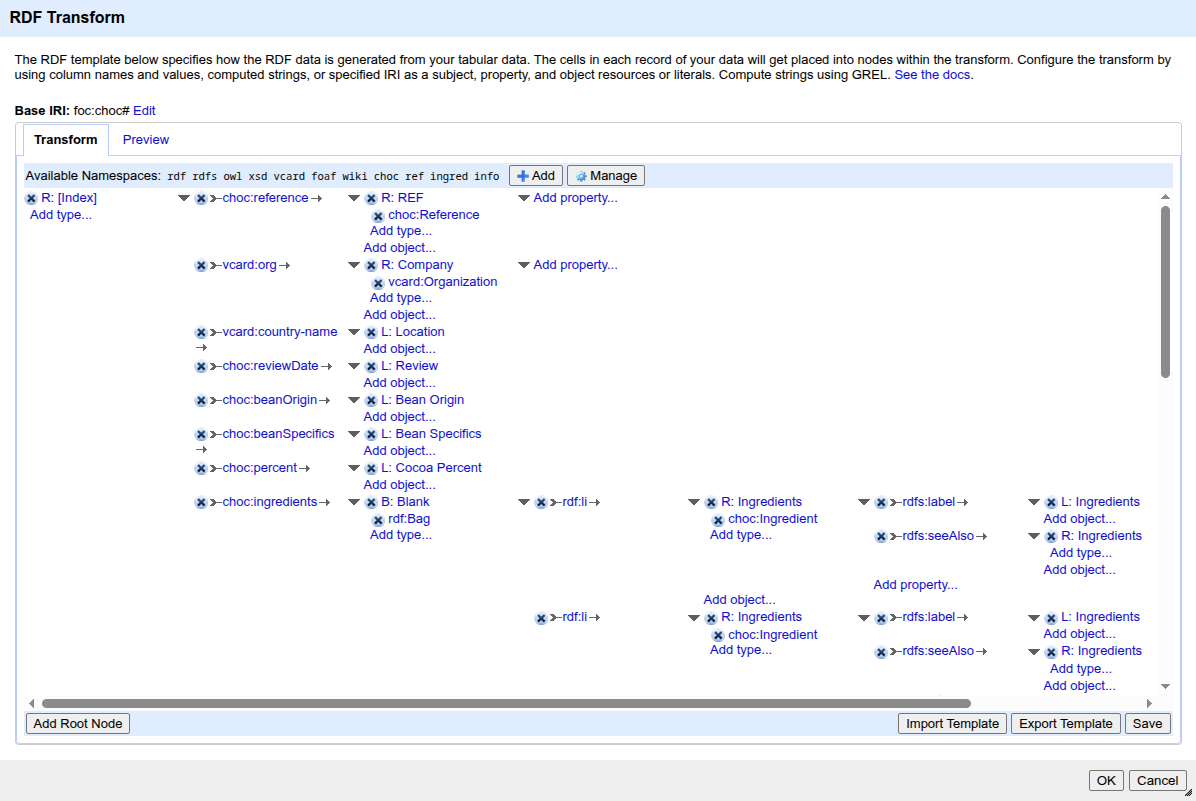 RDF Transform
The RDF template below specifies how the RDF data is generated from your tabular data. The cells in each record of your data will get placed into nodes within the transform. Configure the transform by
using column names and values, computed strings, or specified IRI as a subject, property, and object resources or literals. Compute strings using GREL. See the docs.
Base IRI: foc:choc# Edit
Transform Preview
Available Namespaces: rdf rdfs owl xsd vcard foaf wiki choc ref ingred info Add Manage
R: [Index] choc:reference R: REF Add property...
Add type... choc:Reference
Add type...
Add object...
vcard:org R: Company Add property...
vcard:Organization
Add type...
Add object...
vcard:country-name L: Location
Add object...
choc:reviewDate L: Review
Add object...
choc:beanOrigin L: Bean Origin
Add object...
choc:beanSpecifics L: Bean Specifics
Add object...
choc:percent L: Cocoa Percent
Add object...
choc:ingredients B: Blank rdf:li R: Ingredients rdfs:label L: Ingredients
rdf:Bag choc:Ingredient Add object...
Add type... Add type... rdfs:seeAlso R: Ingredients
Add type...
Add object...
Add property...
Add object...
rdf:li R: Ingredients rdfs:label L: Ingredients
choc:Ingredient Add object...
Add type... rdfs:seeAlso R: Ingredients
Add type...
Add object...
Add Root Node Import Template Export Template Save
OK Cancel